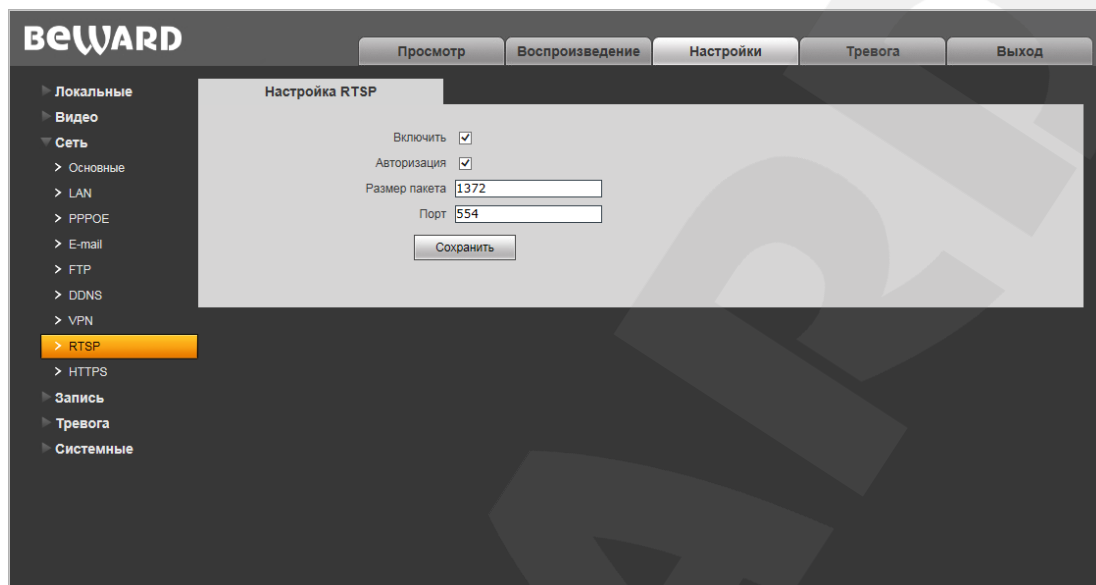 BEWARD
Просмотр
Воспроизведение
Настройки
Тревога
Выход
Локальные
Видео
Сеть
Основные
LAN
PPPOE
E-mail
FTP
DDNS
VPN
RTSP
HTTPS
Запись
Тревога
Системные
Настройка RTSP
Включить
Авторизация
Размер пакета 1372
Порт 554
Сохранить